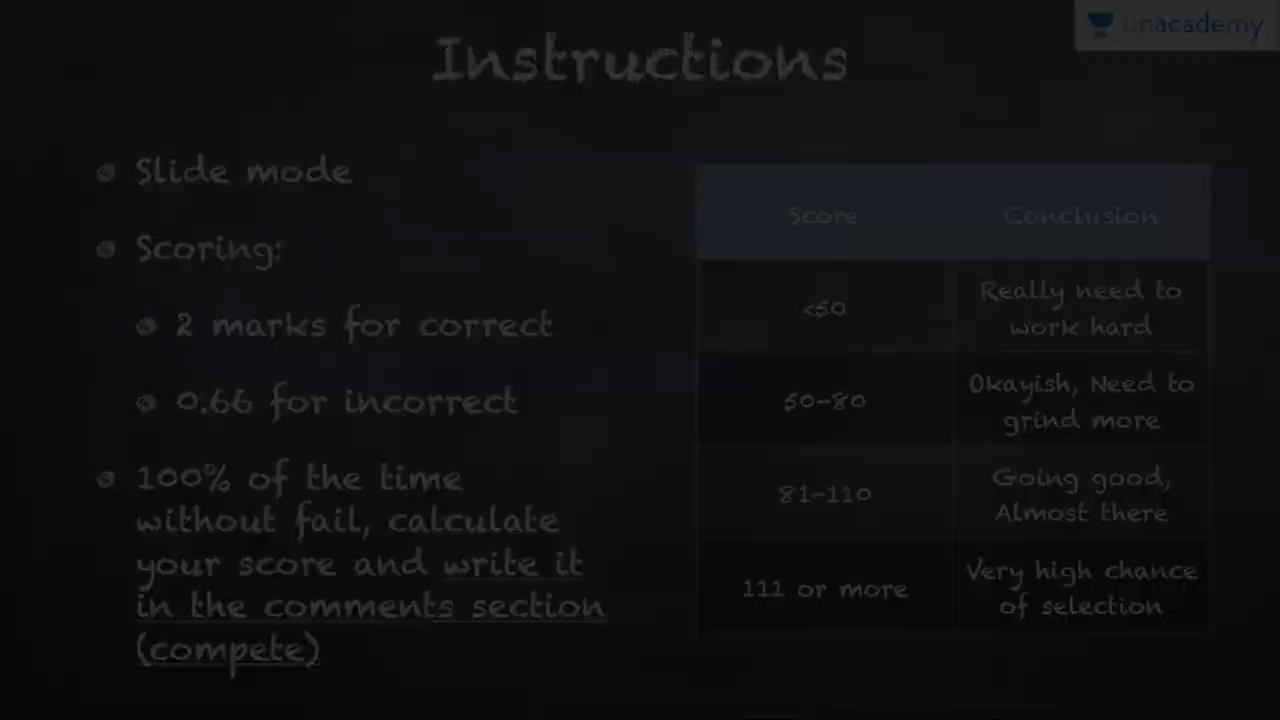 unacademy
Instructions
Slide mode
Scoring:
2 marks for correct
0.66 for incorrect
100% of the time
without fail, calculate
your score and write it
in the comments section
(compete)
Score Conclusion
<50 Really need to
work hard
50-80 Okayish, Need to
grind more
81-110 Going good,
Almost there
111 or more Very high chance
of selection